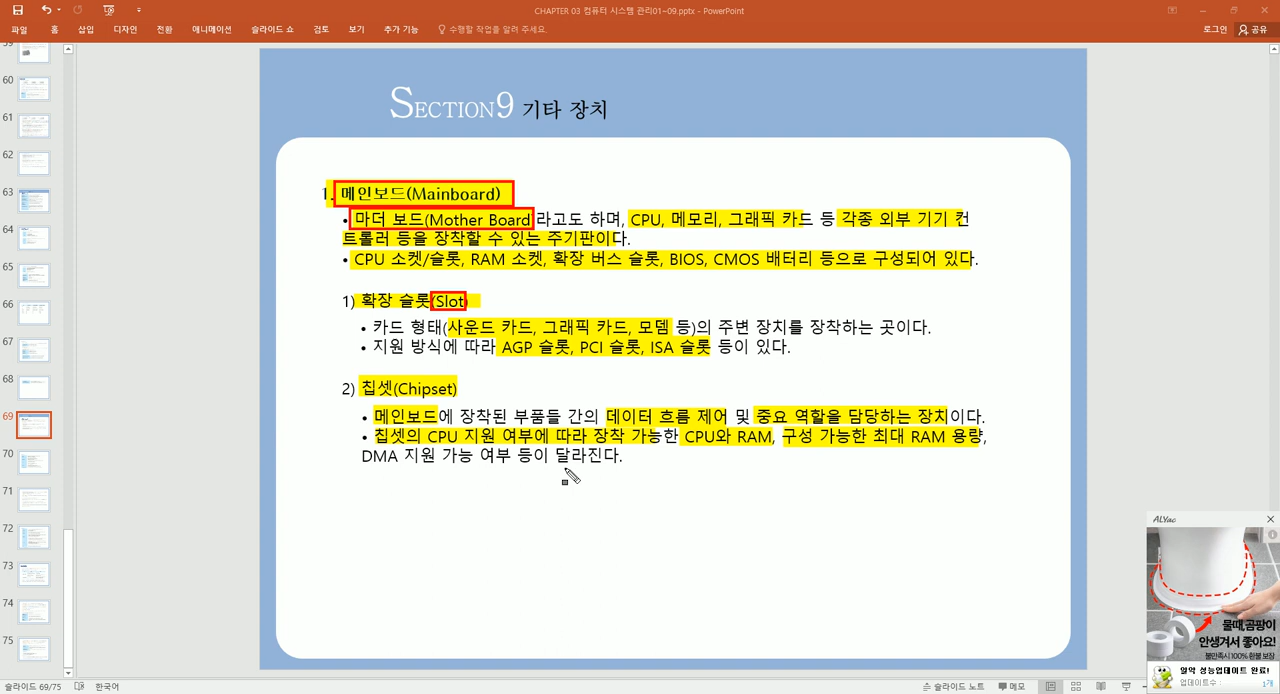 CHAPTER 03 컴퓨터 시스템 관리01~09.pptx - PowerPoint
파일 홈 삽입 디자인 전환 애니메이션 슬라이드 쇼 검토 보기 추가 기능 수행할 작업을 알려 주세요. 로그인 공유
59
60
61
62
63
64
65
66
67
68
69
70
71
72
73
74
75
SECTION9 기타 장치
1. 메인보드(Mainboard)
• 마더 보드(Mother Board)라고도 하며, CPU, 메모리, 그래픽 카드 등 각종 외부 기기 컨
트롤러 등을 장착할 수 있는 주기판이다.
• CPU 소켓/슬롯, RAM 소켓, 확장 버스 슬롯, BIOS, CMOS 배터리 등으로 구성되어 있다.
1) 확장 슬롯(Slot)
• 카드 형태(사운드 카드, 그래픽 카드, 모뎀 등)의 주변 장치를 장착하는 곳이다.
• 지원 방식에 따라 AGP 슬롯, PCI 슬롯, ISA 슬롯 등이 있다.
2) 칩셋(Chipset)
• 메인보드에 장착된 부품들 간의 데이터 흐름 제어 및 중요 역할을 담당하는 장치이다.
• 칩셋의 CPU 지원 여부에 따라 장착 가능한 CPU와 RAM, 구성 가능한 최대 RAM 용량,
DMA 지원 가능 여부 등이 달라진다.
ALYac
물때,곰팡이
안생겨서 좋아요!
불만족시 100% 환불 보장
알약 성능업데이트 완료!
업데이트수 : 1개
슬라이드 69/75 한국어 슬라이드 노트 메모